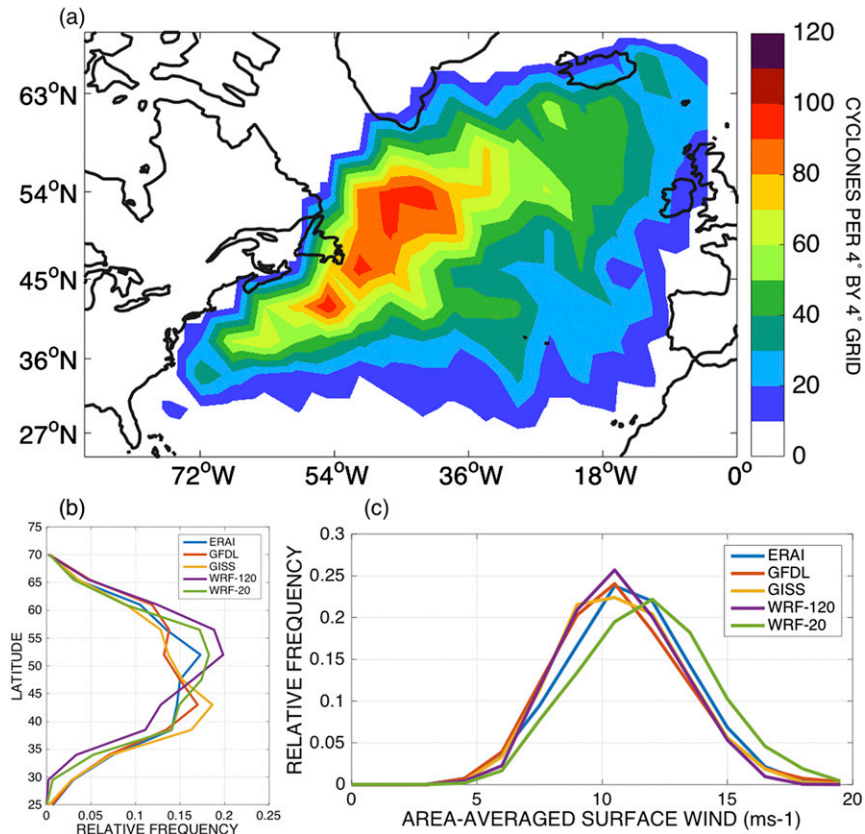 (a)
63°N
54°N
45°N
36°N
27°N
72°W 54°W 36°W 18°W 0°
120
100
80
60
40
20
0
CYCLONES PER 4° BY 4° GRID
(b)
75
70
65
60
55
50
45
40
35
30
25
LATITUDE
0 0.05 0.1 0.15 0.2 0.25
RELATIVE FREQUENCY
ERAI
GFDL
GISS
WRF-120
WRF-20
(c)
0.3
0.25
0.2
0.15
0.1
0.05
0
RELATIVE FREQUENCY
0 5 10 15 20
AREA-AVERAGED SURFACE WIND (ms-1)
ERAI
GFDL
GISS
WRF-120
WRF-20